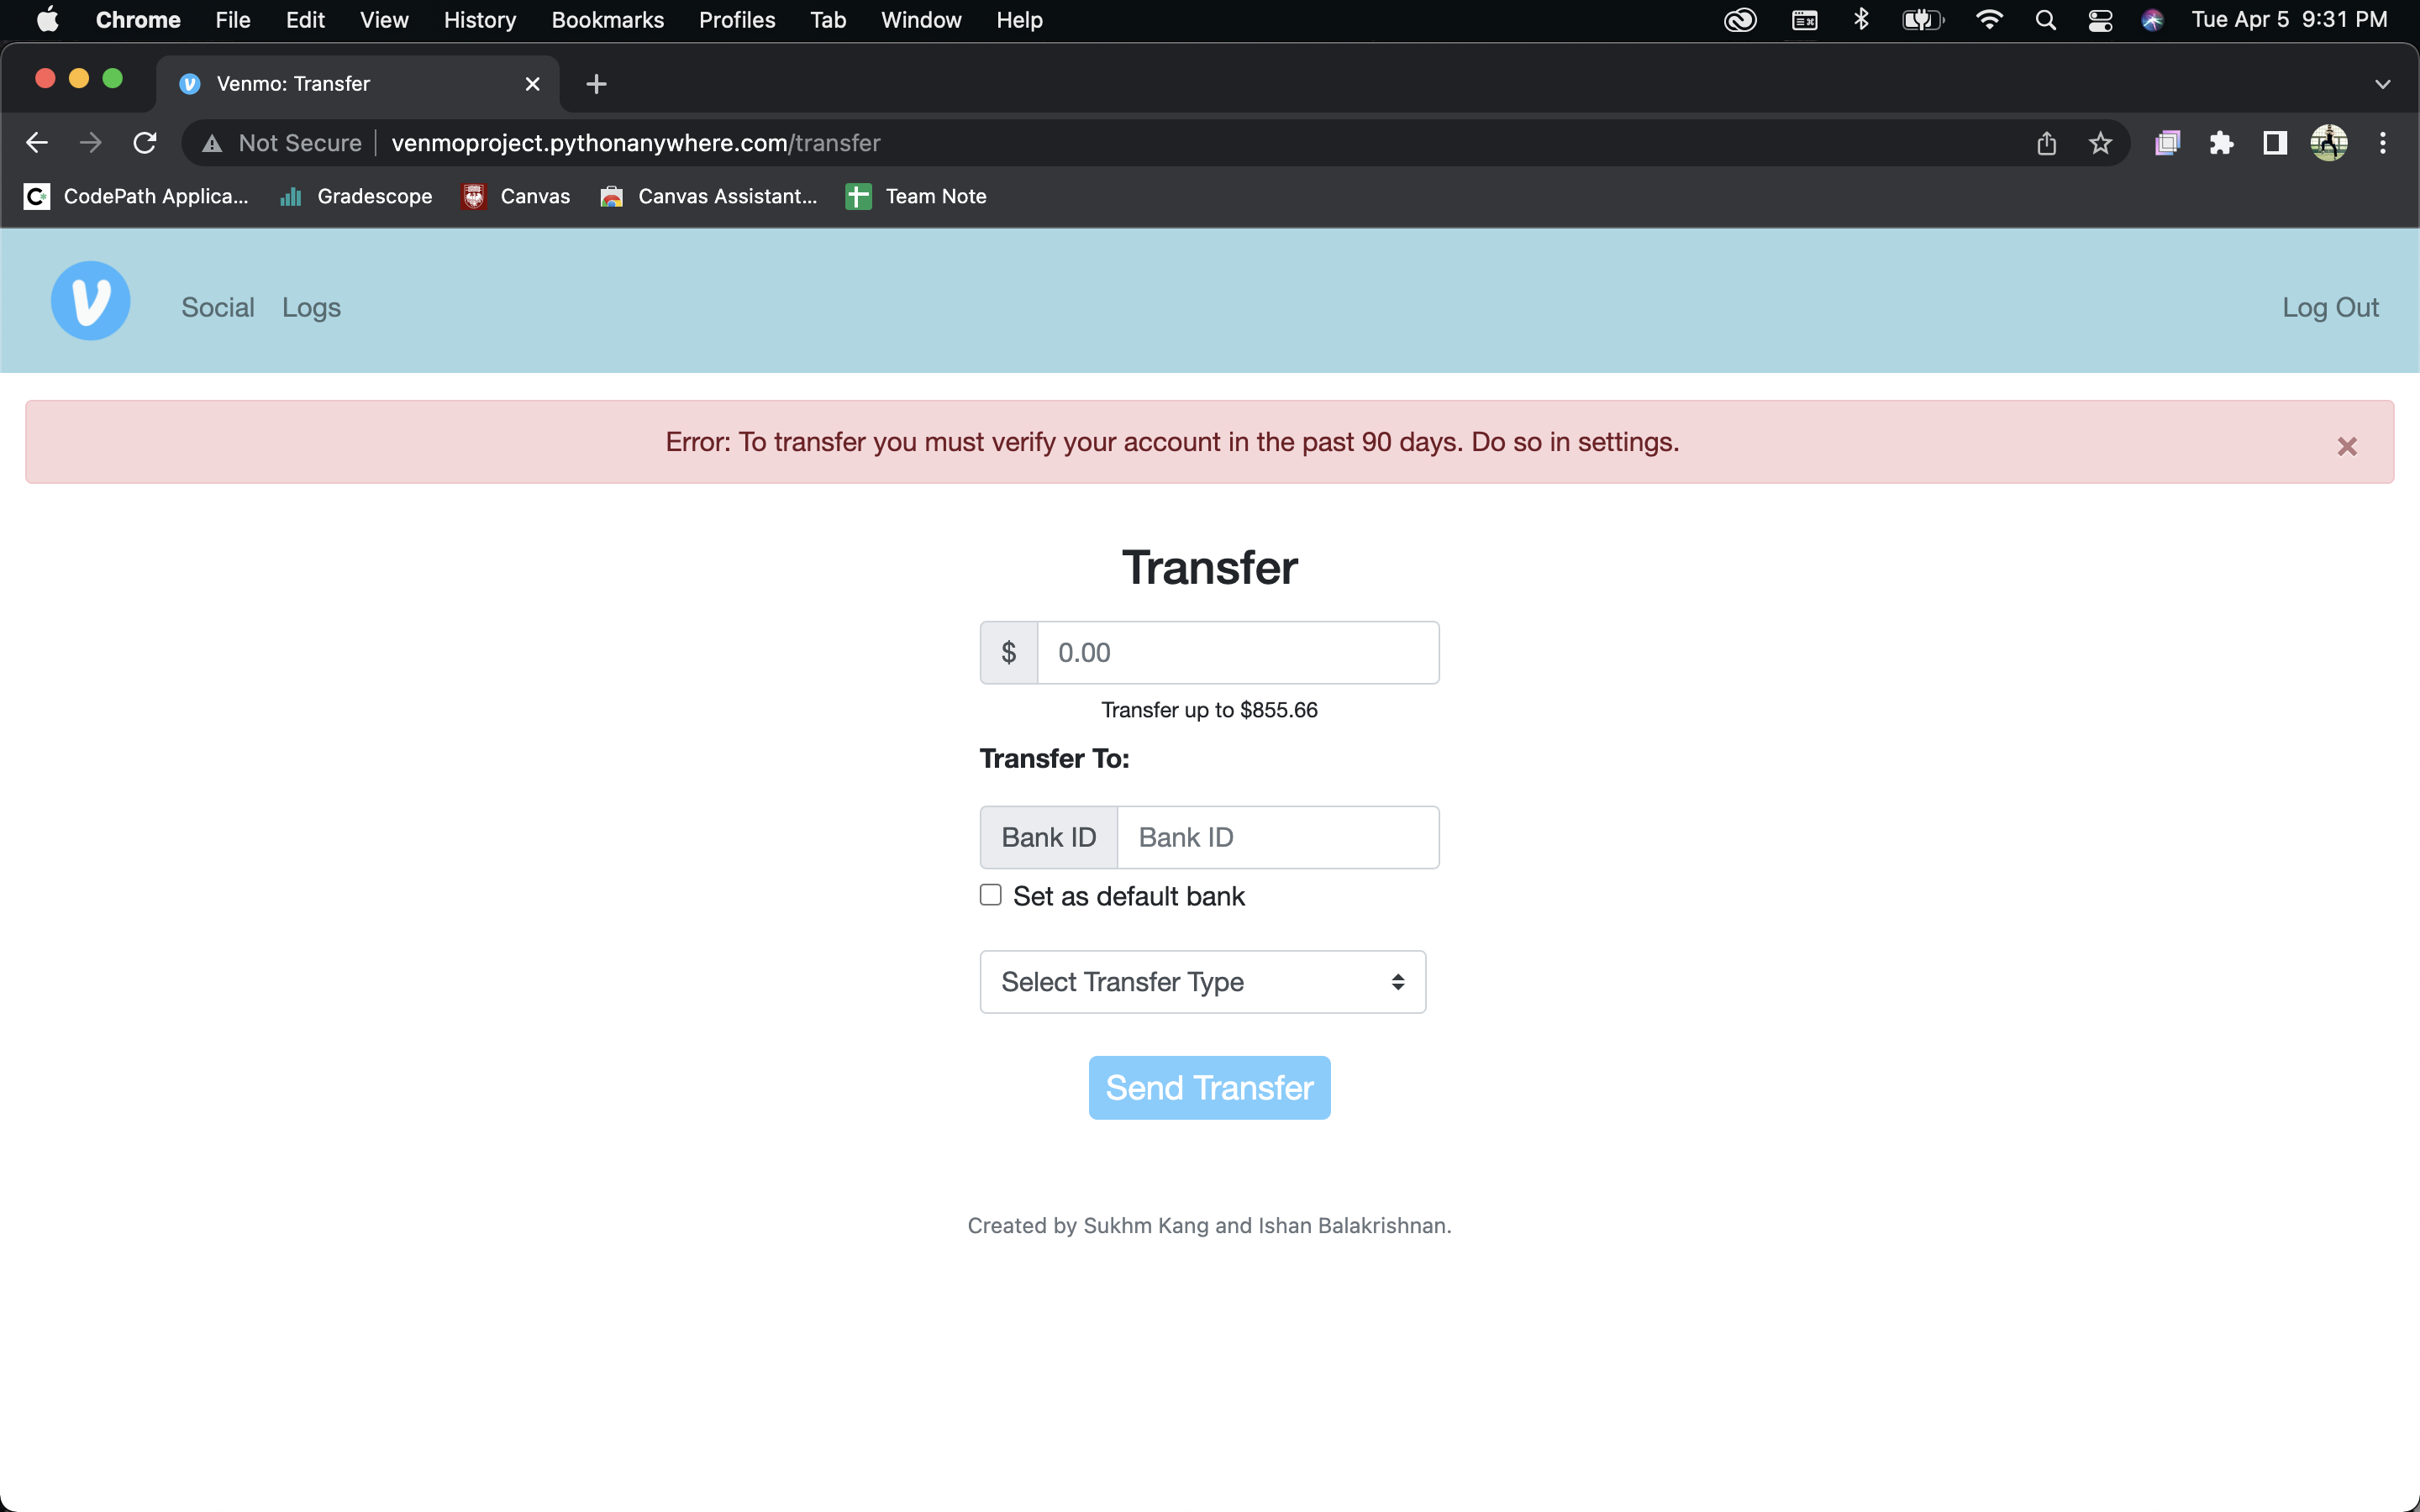 Chrome File Edit View History Bookmarks Profiles Tab Window Help Tue Apr 5 9:31 PM
Venmo: Transfer
Not Secure venmoproject.pythonanywhere.com/transfer
CodePath Applica... Gradescope Canvas Canvas Assistant... Team Note
Social Logs Log Out
Error: To transfer you must verify your account in the past 90 days. Do so in settings.
Transfer
$ 0.00
Transfer up to $855.66
Transfer To:
Bank ID Bank ID
Set as default bank
Select Transfer Type
Send Transfer
Created by Sukhm Kang and Ishan Balakrishnan.